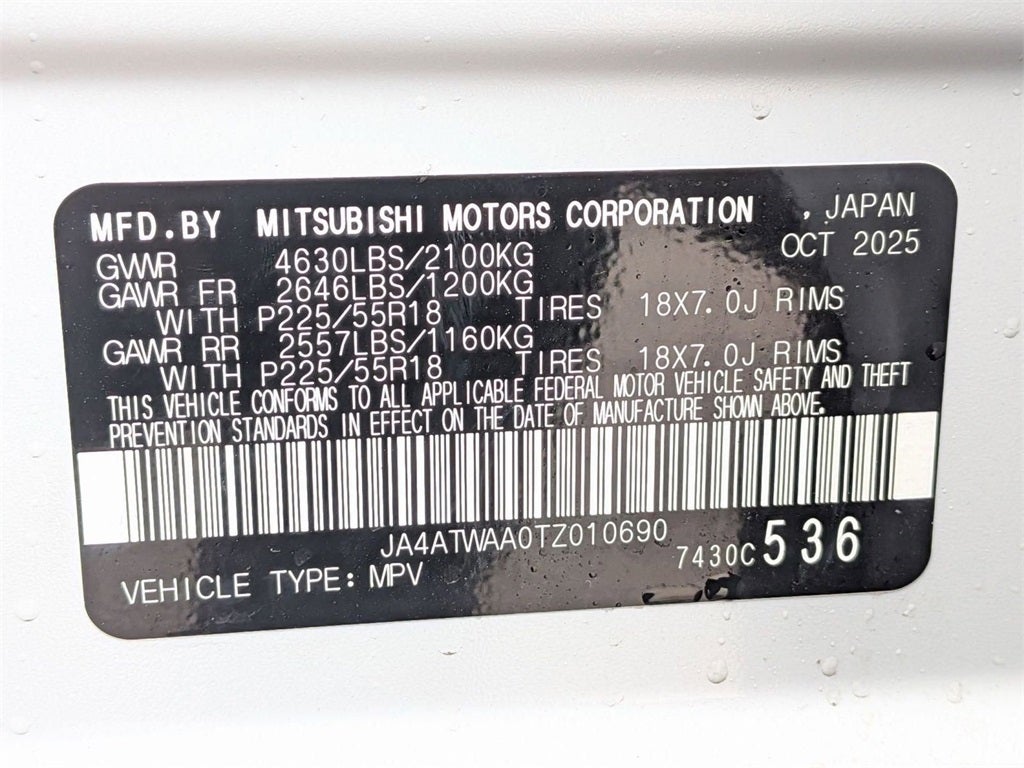 MFD.BY MITSUBISHI MOTORS CORPORATION , JAPAN
OCT 2025
GVWR 4630LBS/2100KG
GAWR FR 2646LBS/1200KG
WITH P225/55R18 TIRES 18X7.0J RIMS
GAWR RR 2557LBS/1160KG
WITH P225/55R18 TIRES 18X7.0J RIMS
THIS VEHICLE CONFORMS TO ALL APPLICABLE FEDERAL MOTOR VEHICLE SAFETY AND THEFT
PREVENTION STANDARDS IN EFFECT ON THE DATE OF MANUFACTURE SHOWN ABOVE.
JA4ATWAA0TZ010690
7430C 536
VEHICLE TYPE: MPV